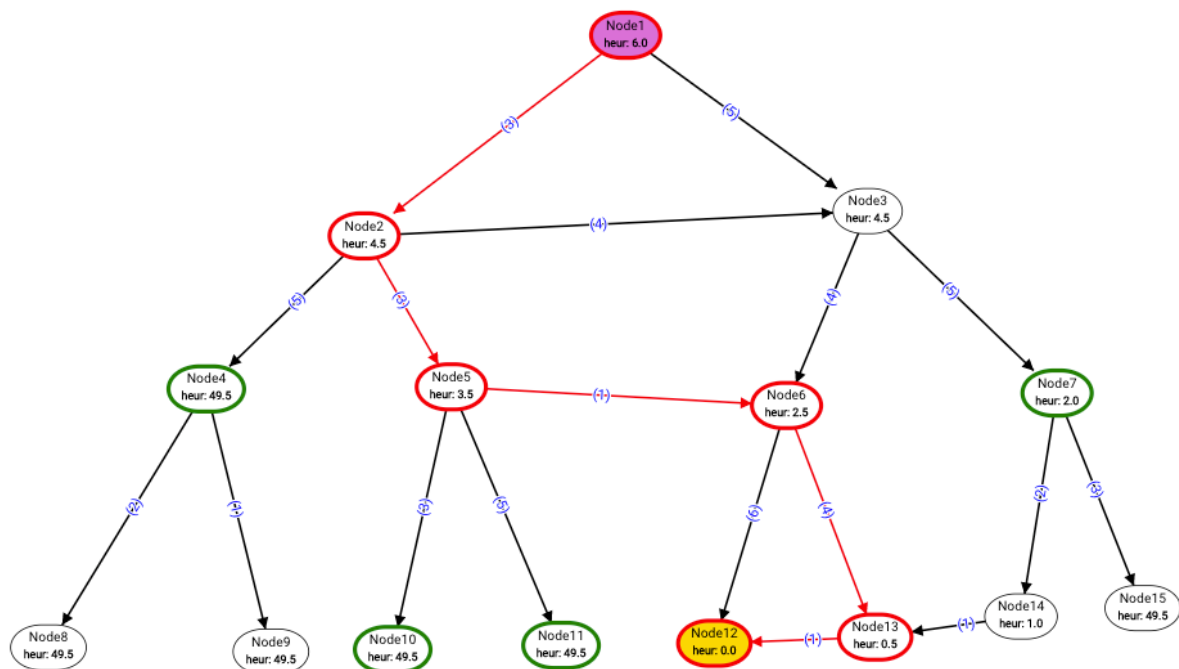 Node1
heur: 6.0
(3)
(5)
Node3
heur: 4.5
Node2
heur: 4.5
(4)
(5)
(3)
(4)
(5)
Node4
heur: 49.5
Node5
heur: 3.5
(1)
Node6
heur: 2.5
Node7
heur: 2.0
(2)
(1)
(3)
(5)
(6)
(4)
(2)
(3)
Node8
heur: 49.5
Node9
heur: 49.5
Node10
heur: 49.5
Node11
heur: 49.5
Node12
heur: 0.0
(1)
Node13
heur: 0.5
(1)
Node14
heur: 1.0
Node15
heur: 49.5